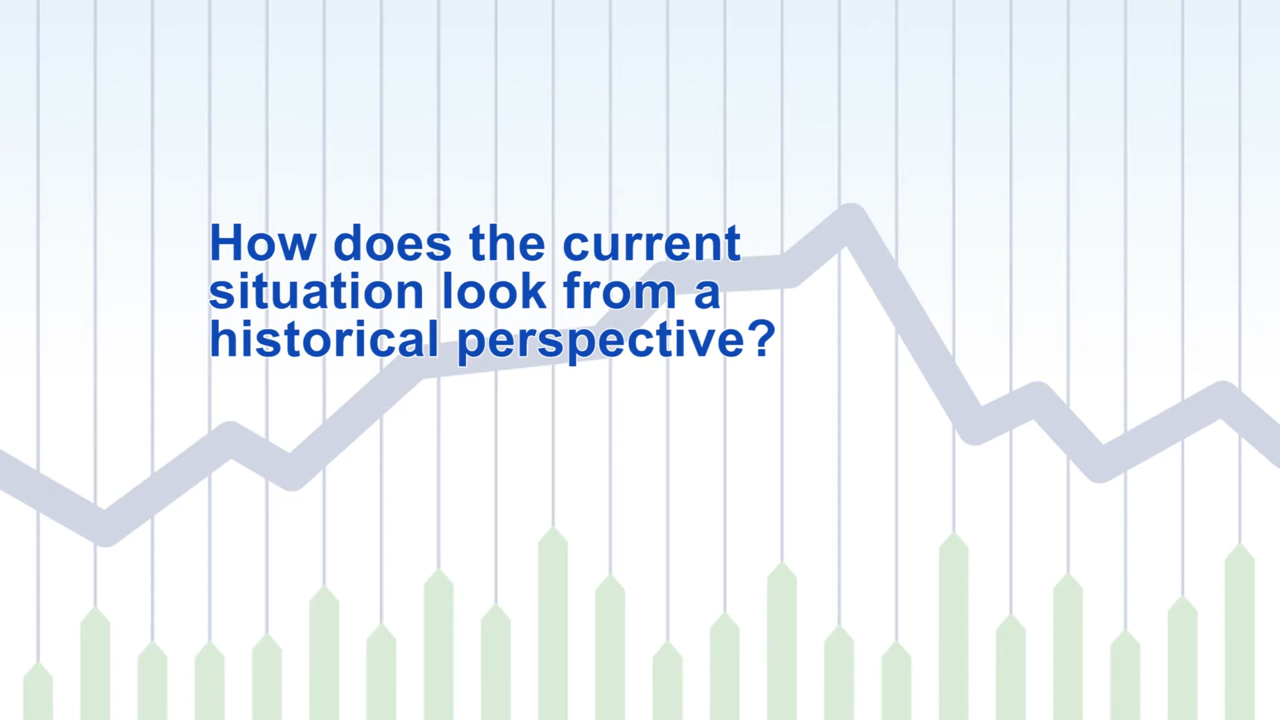 How does the current
situation look from a
historical perspective?